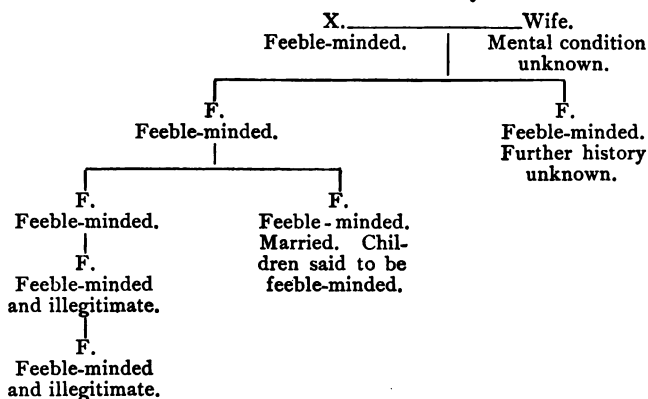 X. Wife.
Feeble-minded. Mental condition
unknown.
F. F.
Feeble-minded. Feeble-minded.
Further history
unknown.
F. F.
Feeble-minded. Feeble-minded.
Married. Chil-
F. dren said to be
Feeble-minded feeble-minded.
and illegitimate.
F.
Feeble-minded
and illegitimate.